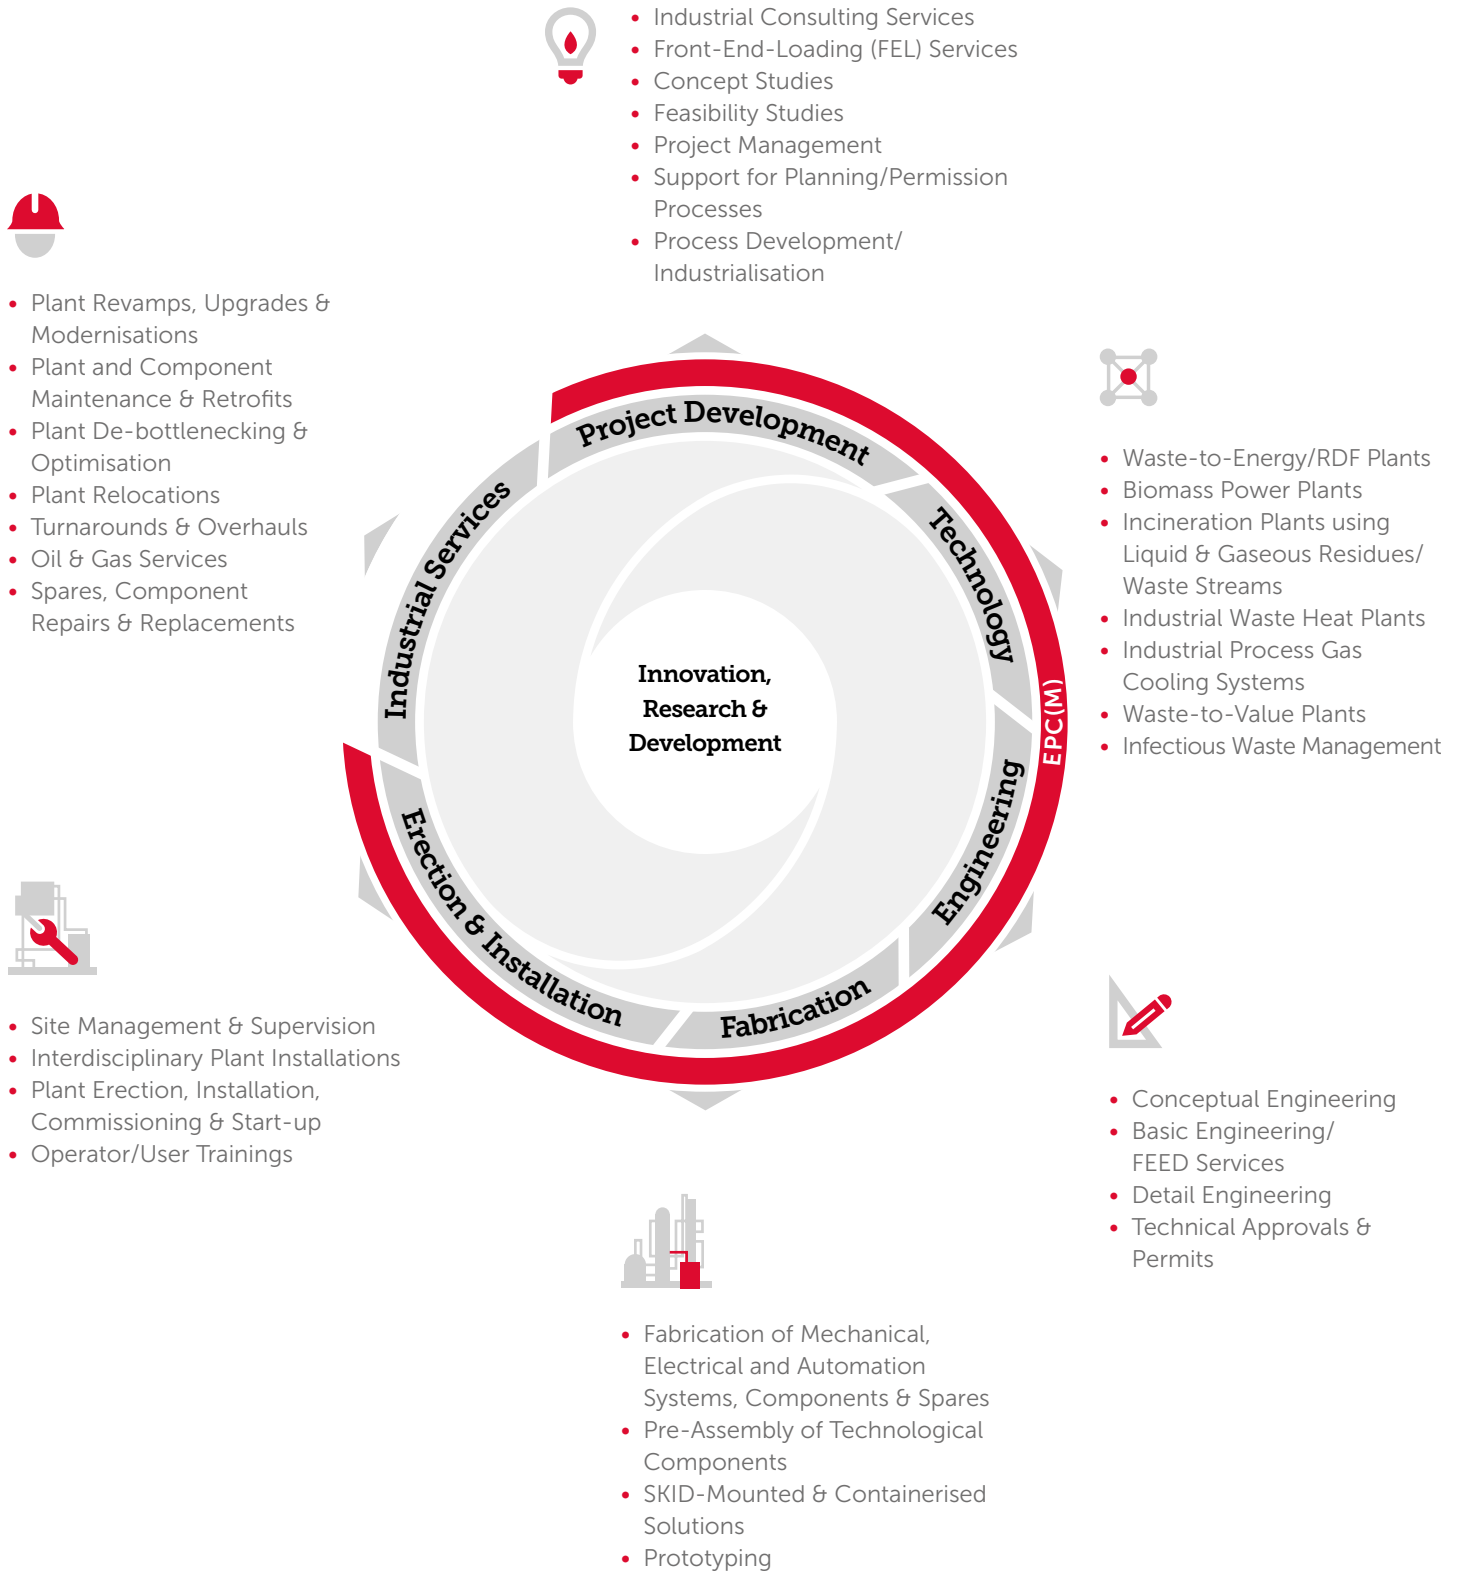 • Industrial Consulting Services
• Front-End-Loading (FEL) Services
• Concept Studies
• Feasibility Studies
• Project Management
• Support for Planning/Permission
Processes
• Process Development/
Industrialisation
• Plant Revamps, Upgrades &
Modernisations
• Plant and Component
Maintenance & Retrofits
• Plant De-bottlenecking &
Optimisation
• Plant Relocations
• Turnarounds & Overhauls
• Oil & Gas Services
• Spares, Component
Repairs & Replacements
Project Development
Technology
Engineering
Fabrication
Erection & Installation
Industrial Services
EPC(M)
Innovation,
Research &
Development
• Waste-to-Energy/RDF Plants
• Biomass Power Plants
• Incineration Plants using
Liquid & Gaseous Residues/
Waste Streams
• Industrial Waste Heat Plants
• Industrial Process Gas
Cooling Systems
• Waste-to-Value Plants
• Infectious Waste Management
• Site Management & Supervision
• Interdisciplinary Plant Installations
• Plant Erection, Installation,
Commissioning & Start-up
• Operator/User Trainings
• Conceptual Engineering
• Basic Engineering/
FEED Services
• Detail Engineering
• Technical Approvals &
Permits
• Fabrication of Mechanical,
Electrical and Automation
Systems, Components & Spares
• Pre-Assembly of Technological
Components
• SKID-Mounted & Containerised
Solutions
• Prototyping